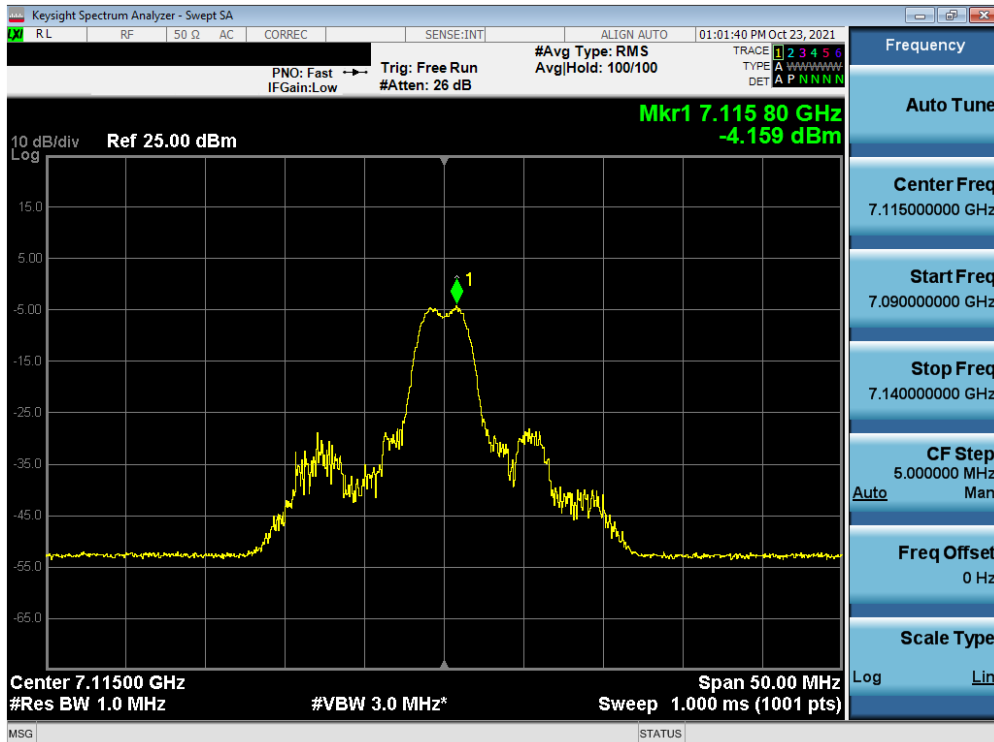 Keysight Spectrum Analyzer - Swept SA
LXI RL RF 50 Ω AC CORREC SENSE:INT ALIGN AUTO 01:01:40 PM Oct 23, 2021
PNO: Fast
IFGain:Low
Trig: Free Run
#Atten: 26 dB
#Avg Type: RMS
Avg|Hold: 100/100
TRACE 1 2 3 4 5 6
TYPE A WWWWW
DET A P N N N N
Mkr1 7.115 80 GHz
-4.159 dBm
10 dB/div Ref 25.00 dBm
Log
15.0
5.00
-5.00
-15.0
-25.0
-35.0
-45.0
-55.0
-65.0
1
Center 7.11500 GHz Span 50.00 MHz
#Res BW 1.0 MHz #VBW 3.0 MHz* Sweep 1.000 ms (1001 pts)
MSG STATUS
Frequency
Auto Tune
Center Freq
7.115000000 GHz
Start Freq
7.090000000 GHz
Stop Freq
7.140000000 GHz
CF Step
5.000000 MHz
Auto Man
Freq Offset
0 Hz
Scale Type
Log Lin